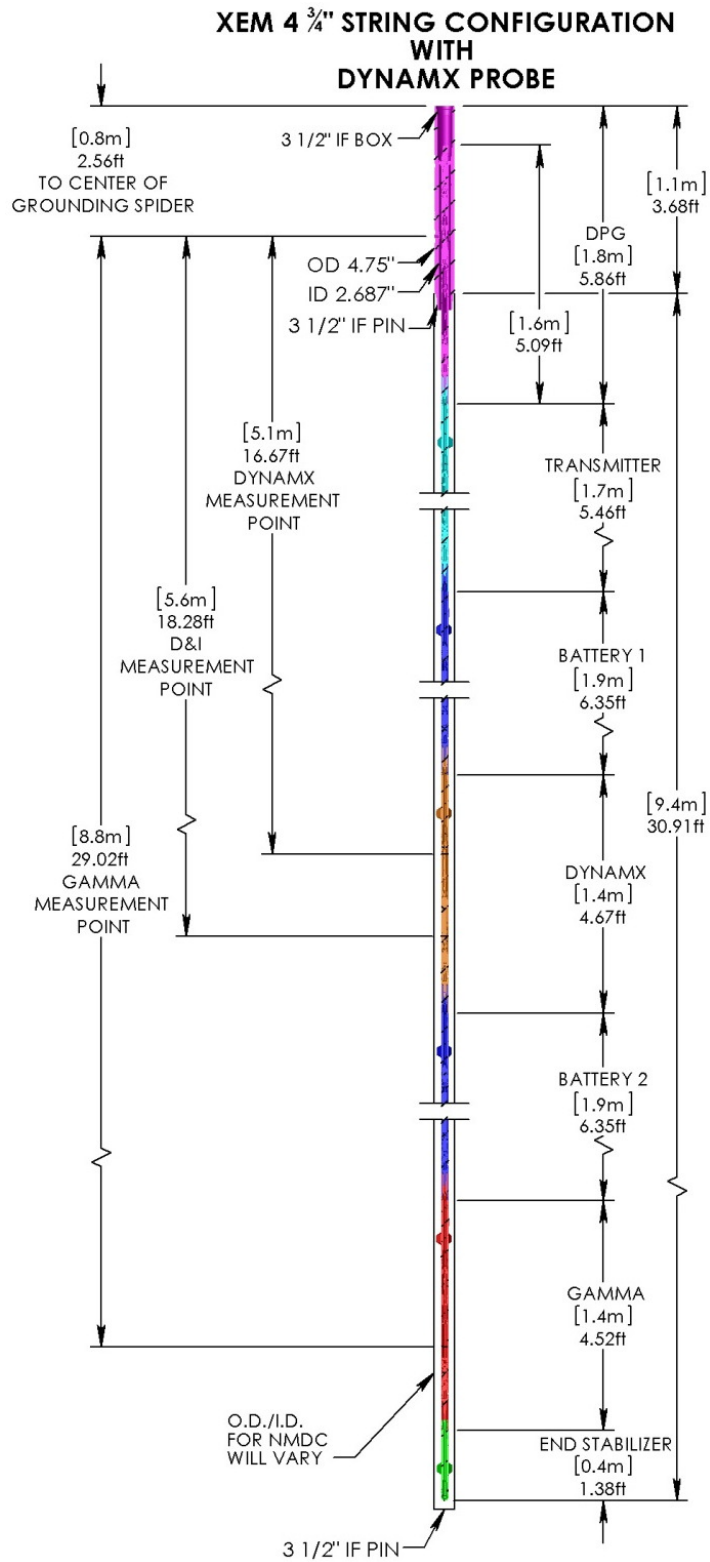 XEM 4 ¾" STRING CONFIGURATION
WITH
DYNAMX PROBE
[0.8m]
2.56ft
TO CENTER OF
GROUNDING SPIDER
3 1/2" IF BOX
[1.1m]
3.68ft
DPG
[1.8m]
5.86ft
OD 4.75"
ID 2.687"
3 1/2" IF PIN
[1.6m]
5.09ft
[5.1m]
16.67ft
DYNAMX
MEASUREMENT
POINT
TRANSMITTER
[1.7m]
5.46ft
[5.6m]
18.28ft
D&I
MEASUREMENT
POINT
BATTERY 1
[1.9m]
6.35ft
[9.4m]
30.91ft
[8.8m]
29.02ft
GAMMA
MEASUREMENT
POINT
DYNAMX
[1.4m]
4.67ft
BATTERY 2
[1.9m]
6.35ft
GAMMA
[1.4m]
4.52ft
O.D./I.D.
FOR NMDC
WILL VARY
END STABILIZER
[0.4m]
1.38ft
3 1/2" IF PIN